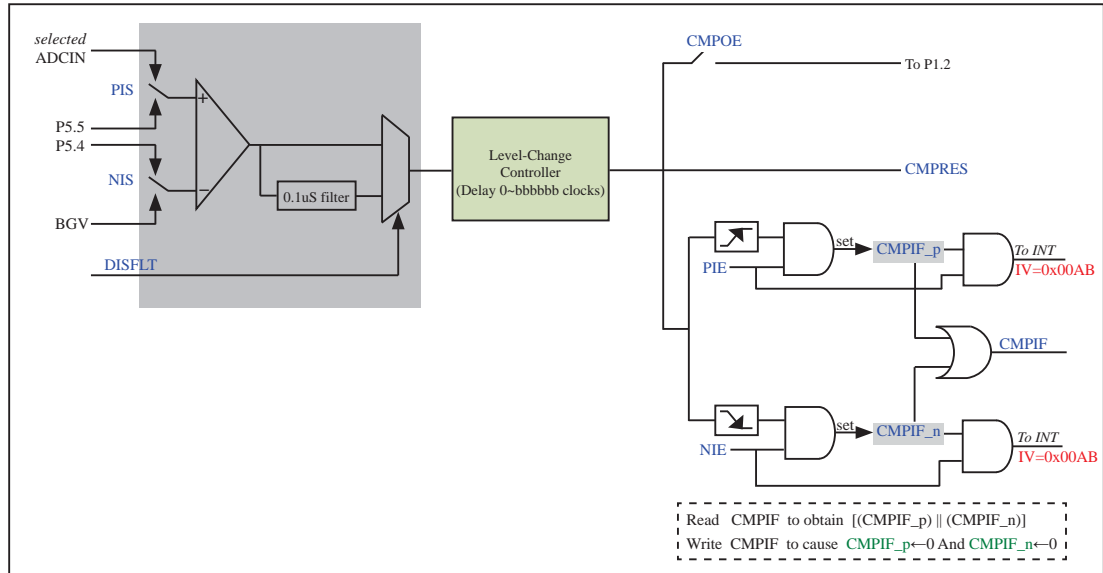 selected
ADCIN
PIS
P5.5
P5.4
NIS
BGV
DISFLT
+
−
0.1uS filter
Level-Change
Controller
(Delay 0~bbbbbb clocks)
CMPOE
To P1.2
CMPRES
PIE
set
CMPIF_p
To INT
IV=0x00AB
CMPIF
NIE
set
CMPIF_n
To INT
IV=0x00AB
Read CMPIF to obtain [(CMPIF_p) || (CMPIF_n)]
Write CMPIF to cause CMPIF_p←0 And CMPIF_n←0